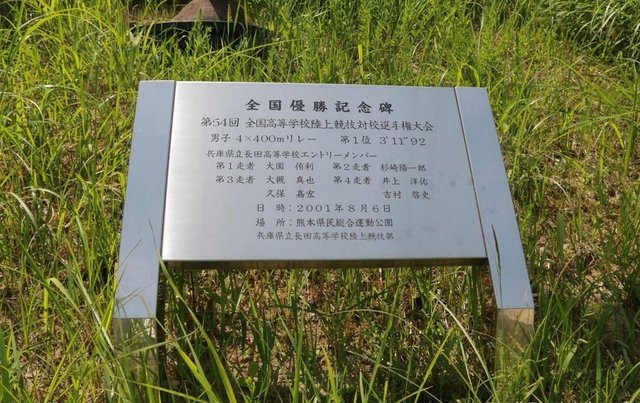 全国優勝記念碑
第54回 全国高等学校陸上競技対校選手権大会
男子 4×400mリレー 第1位 3'11"92
兵庫県立長田高等学校エントリーメンバー
第1走者 大園 侑利 第2走者 杉崎陽一郎
第3走者 大槻 真也 第4走者 井上 洋佑
久保 嘉宏 吉村 啓史
日 時：2001年8月6日
場 所：熊本県民総合運動公園
兵庫県立長田高等学校陸上競技部